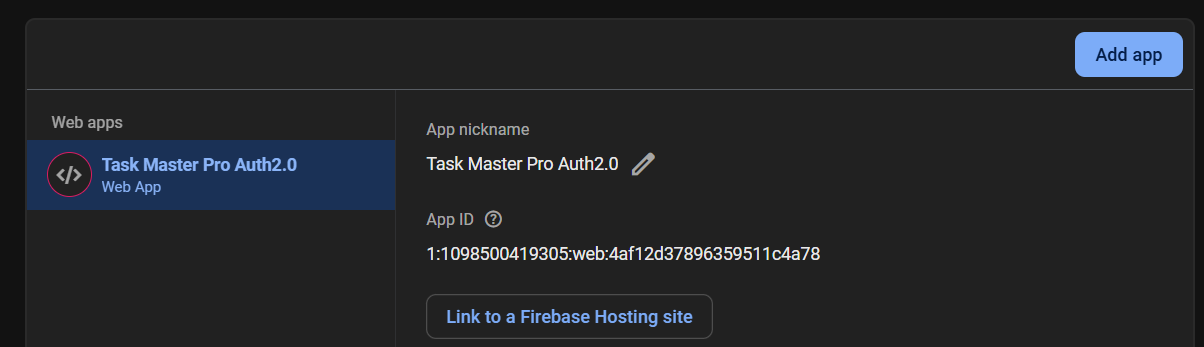 Add app
Web apps
Task Master Pro Auth2.0
Web App
App nickname
Task Master Pro Auth2.0
App ID
1:1098500419305:web:4af12d37896359511c4a78
Link to a Firebase Hosting site